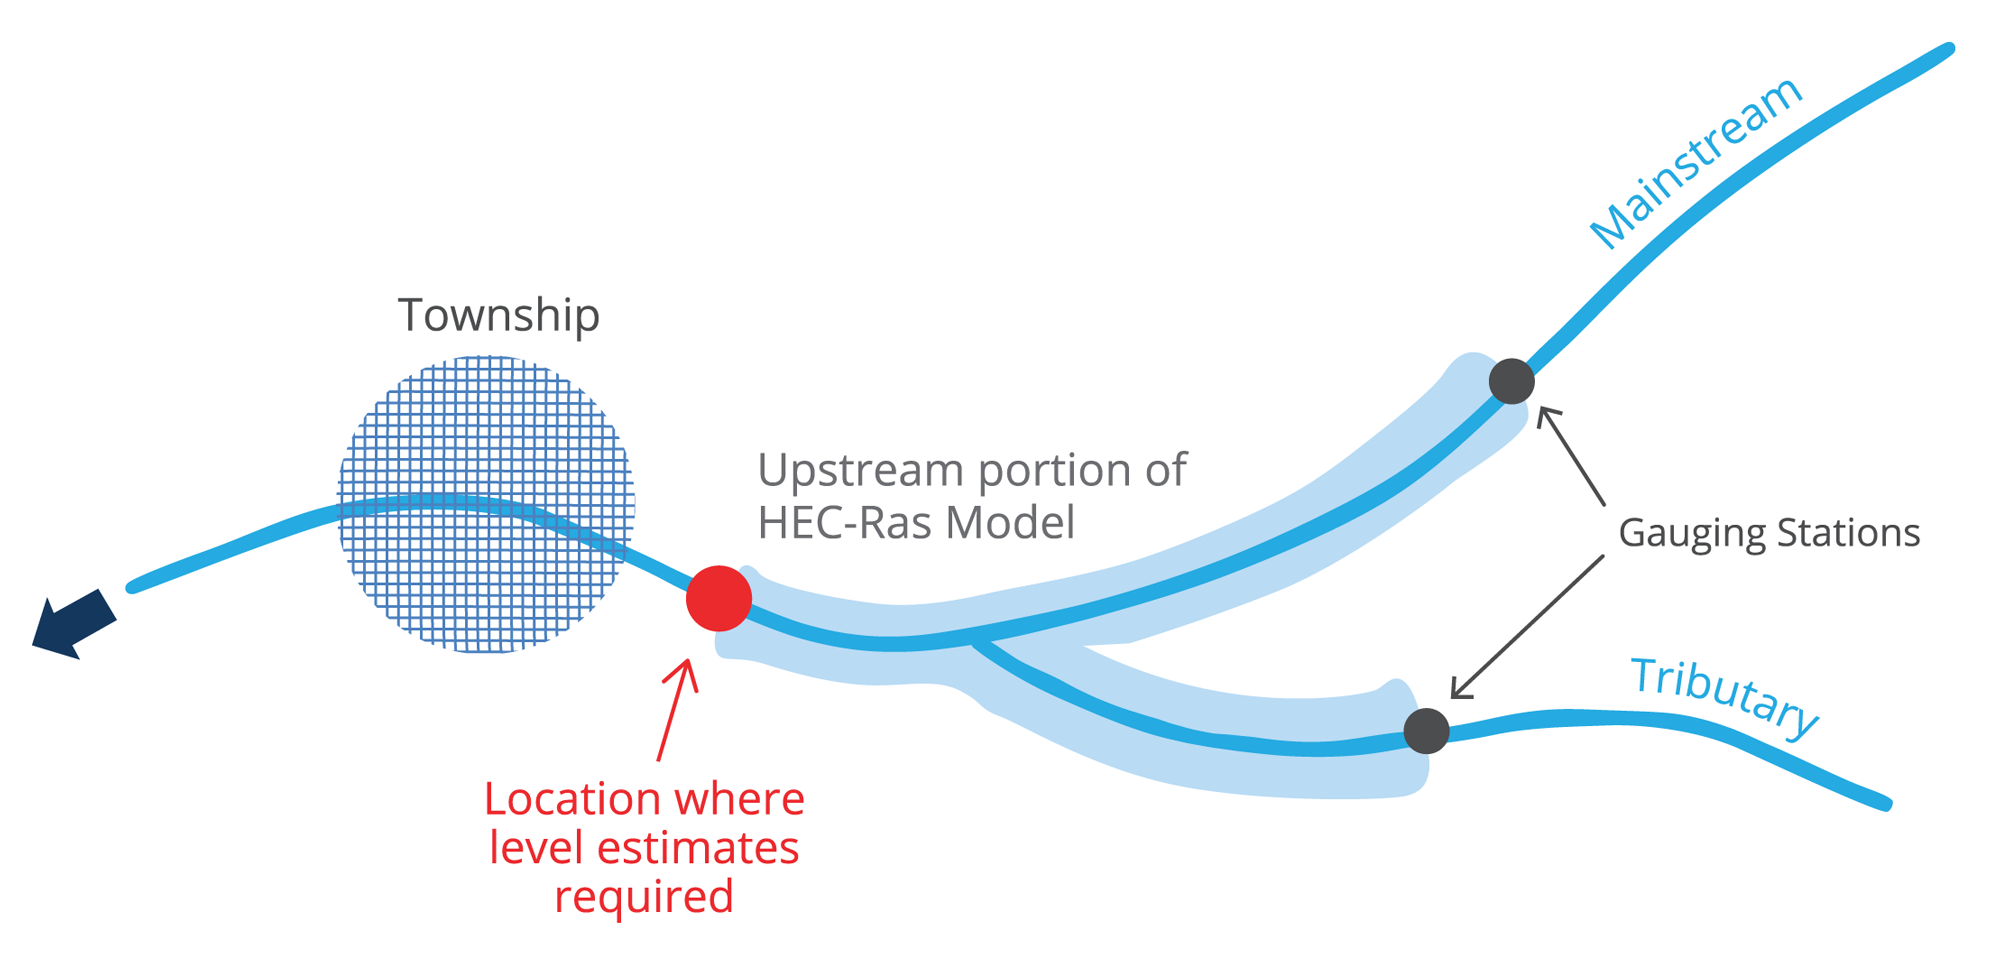 Mainstream
Township
Upstream portion of
HEC-Ras Model
Gauging Stations
Tributary
Location where
level estimates
required